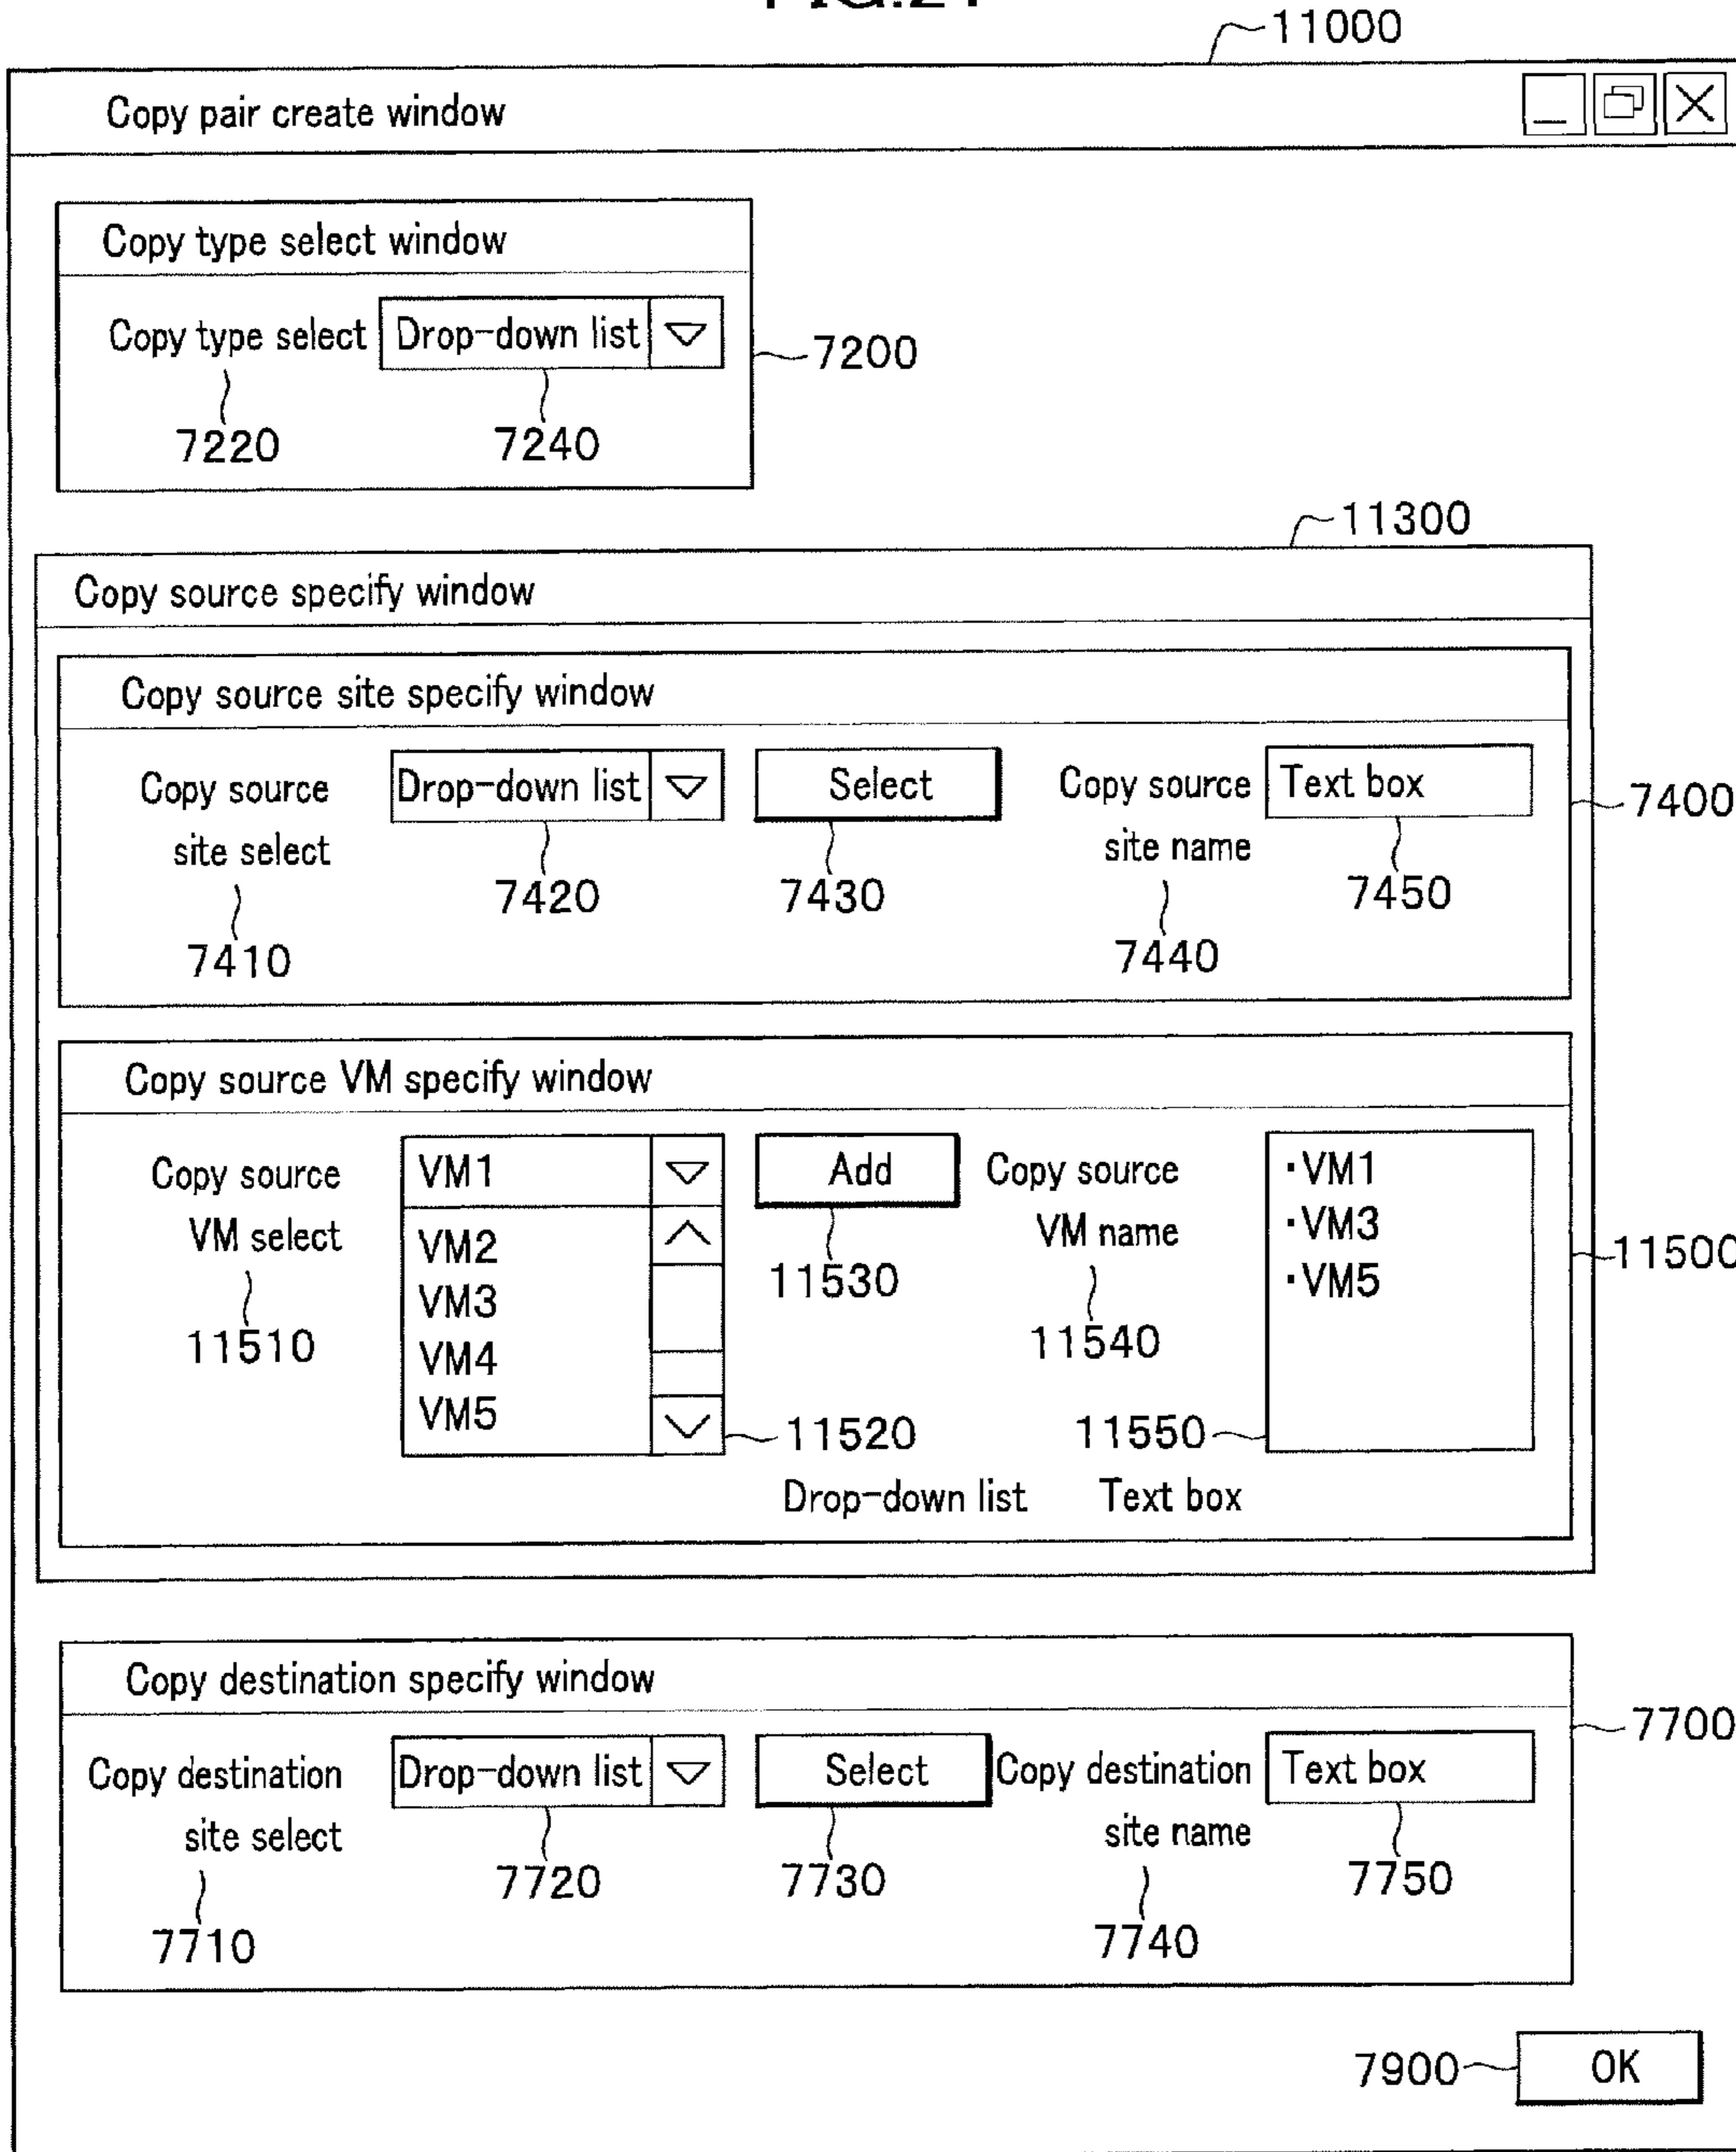 11000
Copy pair create window
Copy type select window
Copy type select Drop-down list
7200
7220 7240
11300
Copy source specify window
Copy source site specify window
Copy source Drop-down list Select Copy source Text box
site select site name
7400
7420 7430 7450
7410 7440
Copy source VM specify window
Copy source VM1 Add Copy source ・VM1
VM select VM2 VM name ・VM3
11500
VM3 11530 ・VM5
11510 VM4 11540
VM5 11520 11550
Drop-down list Text box
Copy destination specify window
7700
Copy destination Drop-down list Select Copy destination Text box
site select site name
7720 7730 7750
7710 7740
7900 OK